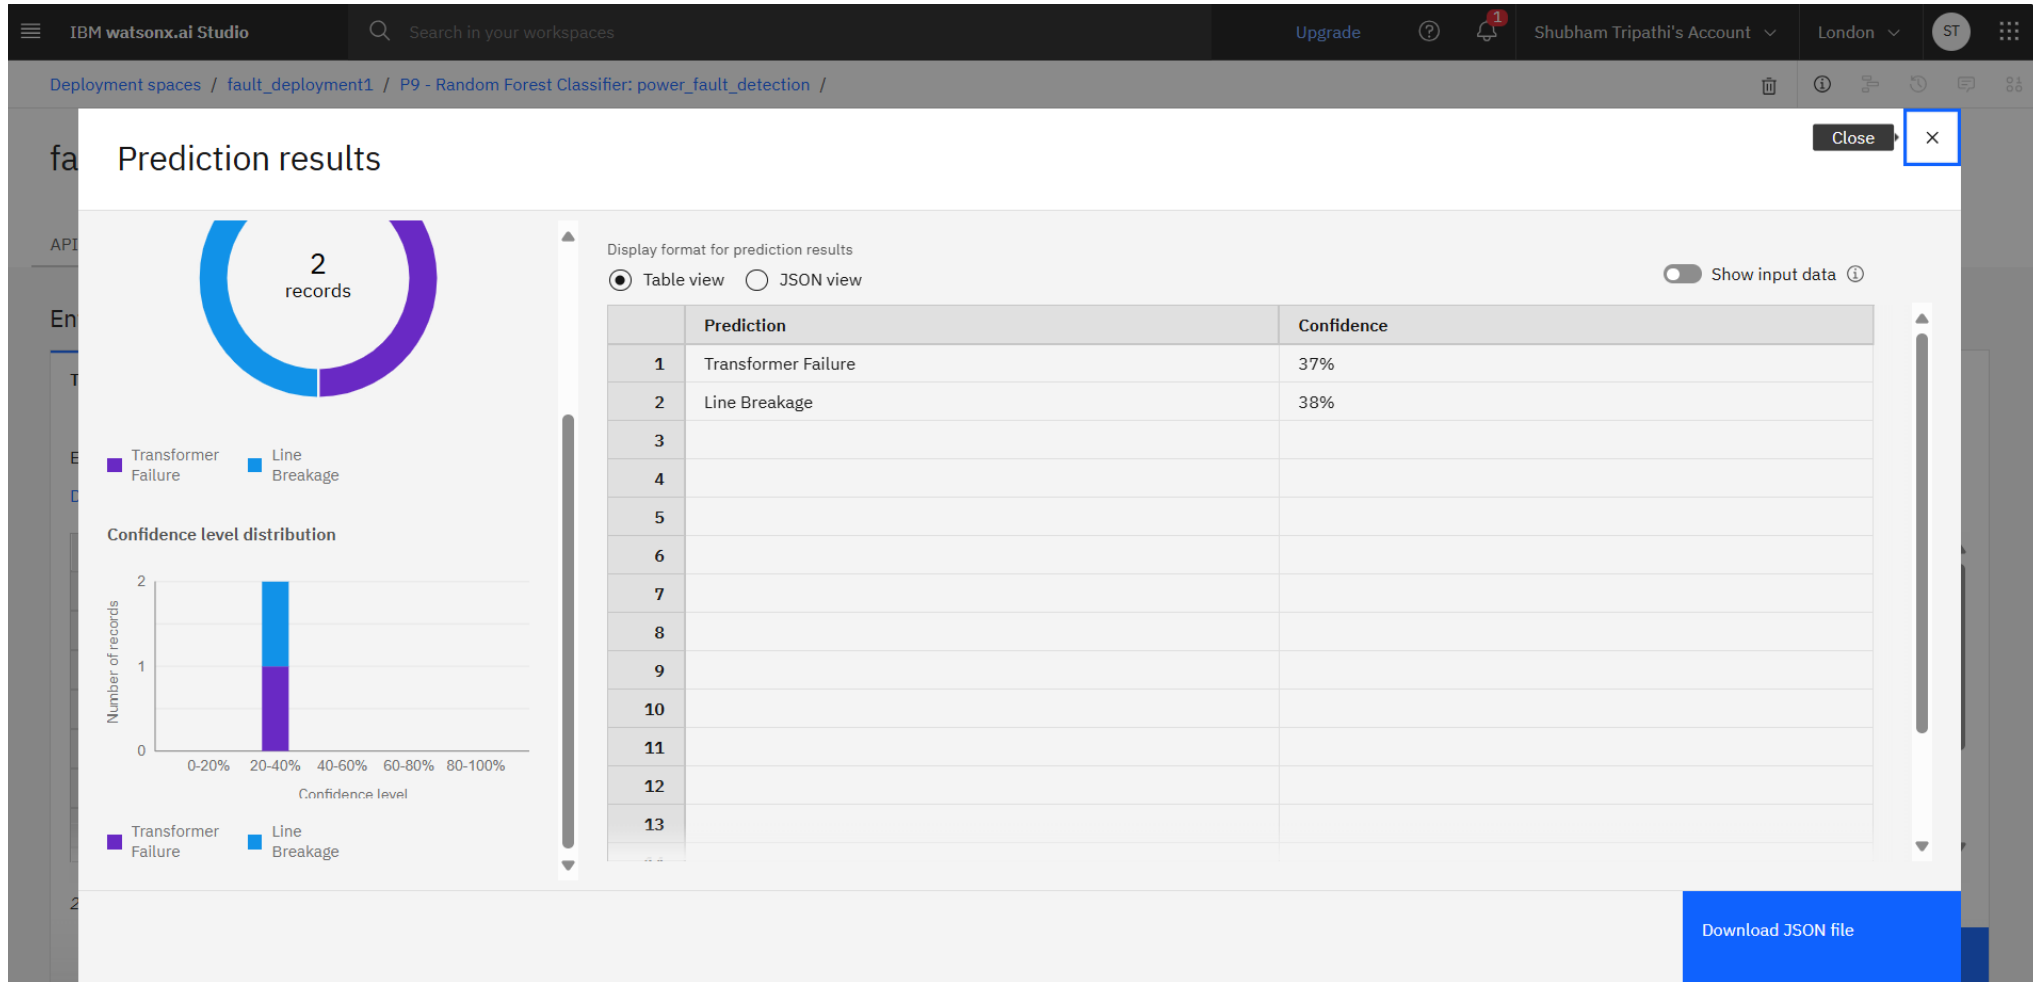 IBM watsonx.ai Studio
Search in your workspaces
Upgrade
1
Shubham Tripathi's Account
London
ST
Deployment spaces / fault_deployment1 / P9 - Random Forest Classifier: power_fault_detection /
fa
Prediction results
Close
API
2
records
Display format for prediction results
Table view
JSON view
Show input data
En
Prediction
Confidence
1 Transformer Failure 37%
2 Line Breakage 38%
3
4
5
6
7
8
9
10
11
12
13
Transformer
Failure
Line
Breakage
Confidence level distribution
Number of records
2
1
0
0-20% 20-40% 40-60% 60-80% 80-100%
Confidence level
Transformer
Failure
Line
Breakage
Download JSON file